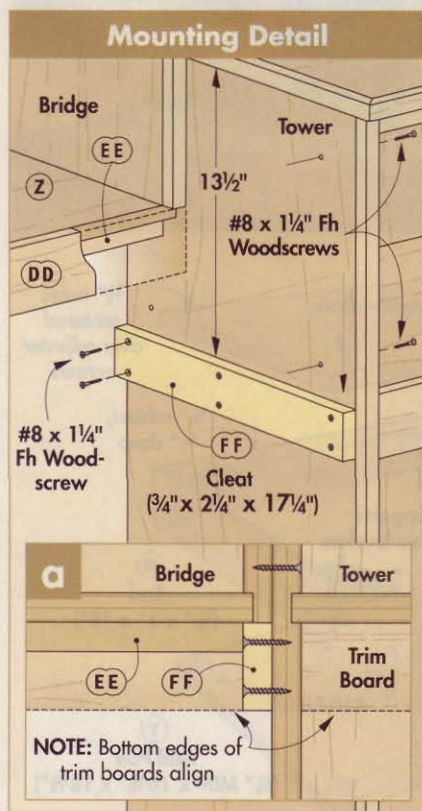 Mounting Detail
Bridge
EE
Tower
Z
13½"
#8 x 1¼" Fh
Woodscrews
DD
#8 x 1¼"
Fh Wood-
screw
FF
Cleat
(¾" x 2¼" x 17¼")
a
Bridge
Tower
EE
FF
Trim
Board
NOTE: Bottom edges of
trim boards align